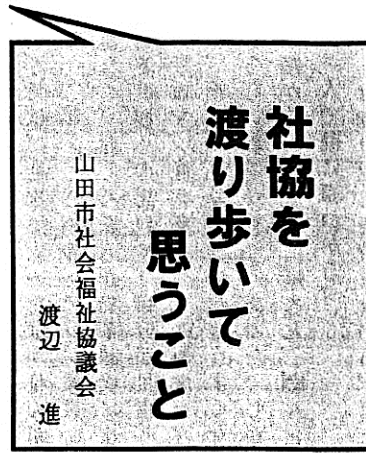 社協を
渡り歩いて
思うこと
山田市社会福祉協議会
渡辺　進